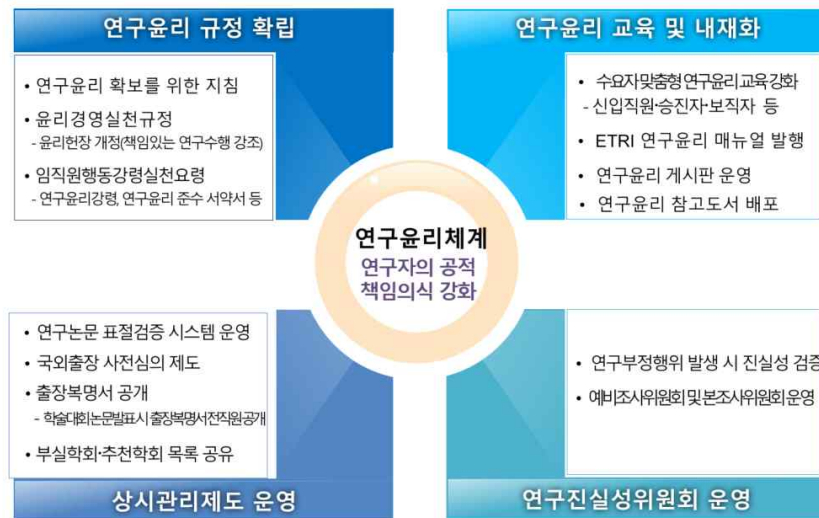 연구윤리 규정 확립
• 연구윤리 확보를 위한 지침
• 윤리경영실천규정
- 윤리헌장 개정(책임있는 연구수행 강조)
• 임직원행동강령실천요령
- 연구윤리강령, 연구윤리 준수 서약서 등
연구윤리 교육 및 내재화
• 수요자 맞춤형 연구윤리 교육 강화
- 신입직원·승진자·보직자 등
• ETRI 연구윤리 매뉴얼 발행
• 연구윤리 게시판 운영
• 연구윤리 참고도서 배포
연구윤리체계
연구자의 공적
책임의식 강화
• 연구논문 표절검증 시스템 운영
• 국외출장 사전심의 제도
• 출장복명서 공개
- 학술대회 논문발표시 출장복명서 전직원 공개
• 부실학회·추천학회 목록 공유
상시관리제도 운영
• 연구부정행위 발생 시 진실성 검증
• 예비조사위원회 및 본조사위원회 운영
연구진실성위원회 운영